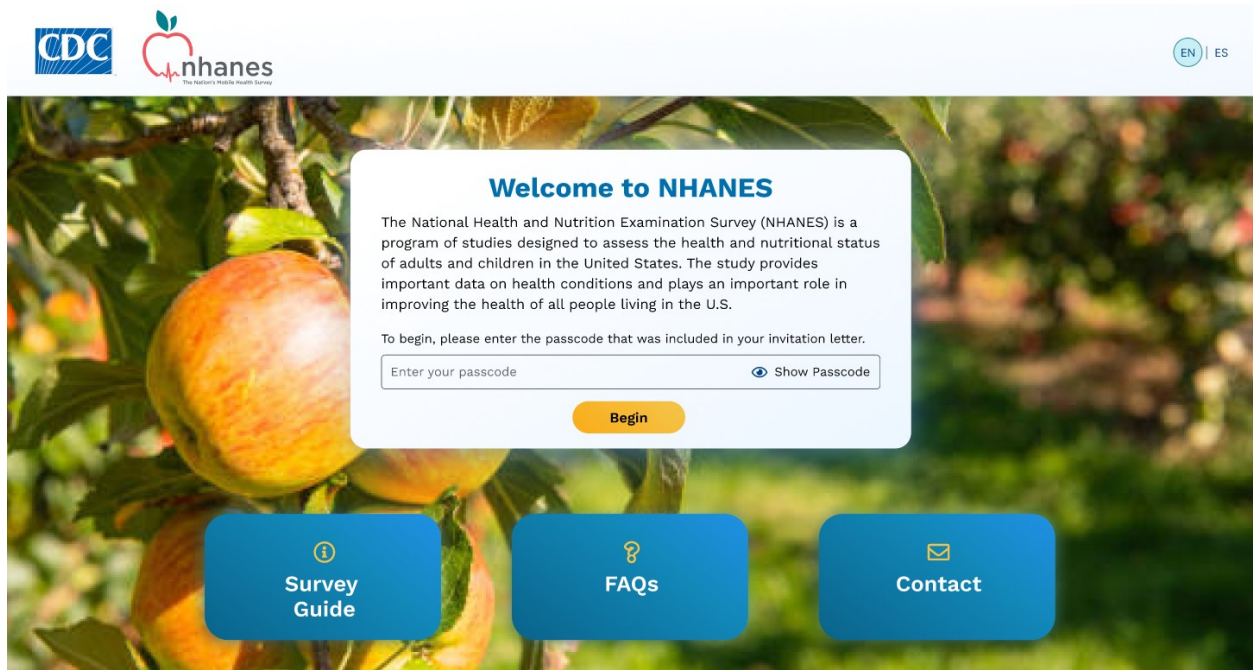 CDC
nhanes
The Nation's Mobile Health Survey
EN | ES
Welcome to NHANES
The National Health and Nutrition Examination Survey (NHANES) is a
program of studies designed to assess the health and nutritional status
of adults and children in the United States. The study provides
important data on health conditions and plays an important role in
improving the health of all people living in the U.S.
To begin, please enter the passcode that was included in your invitation letter.
Enter your passcode Show Passcode
Begin
Survey
Guide
FAQs
Contact